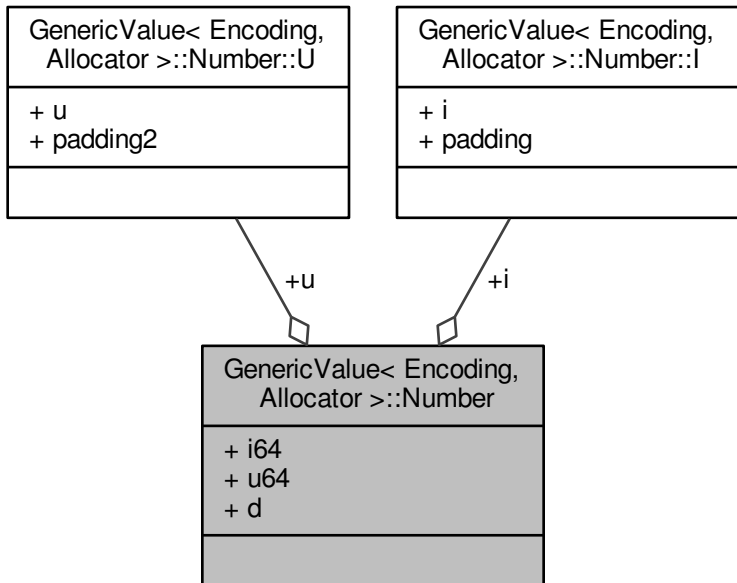 GenericValue< Encoding,
Allocator >::Number::U
+ u
+ padding2
GenericValue< Encoding,
Allocator >::Number::I
+ i
+ padding
+u
+i
GenericValue< Encoding,
Allocator >::Number
+ i64
+ u64
+ d